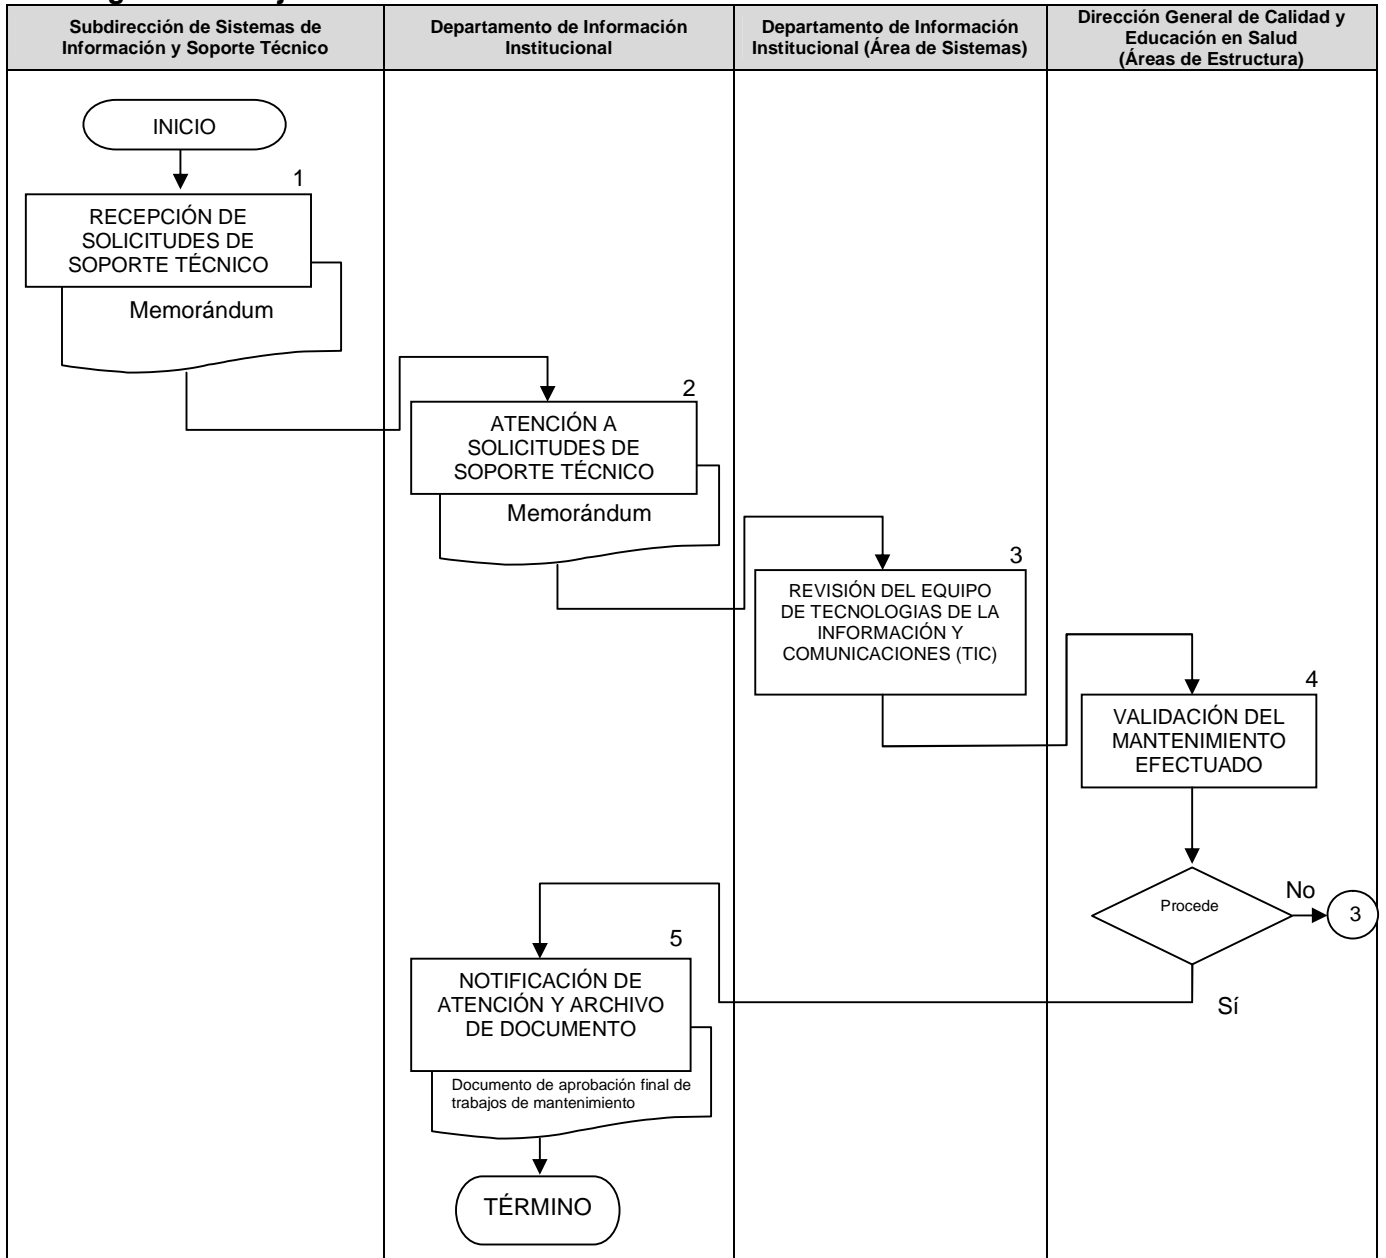 Subdirección de Sistemas de
Información y Soporte Técnico
Departamento de Información
Institucional
Departamento de Información
Institucional (Área de Sistemas)
Dirección General de Calidad y
Educación en Salud
(Áreas de Estructura)
INICIO
1
RECEPCIÓN DE
SOLICITUDES DE
SOPORTE TÉCNICO
Memorándum
2
ATENCIÓN A
SOLICITUDES DE
SOPORTE TÉCNICO
Memorándum
3
REVISIÓN DEL EQUIPO
DE TECNOLOGIAS DE LA
INFORMACIÓN Y
COMUNICACIONES (TIC)
4
VALIDACIÓN DEL
MANTENIMIENTO
EFECTUADO
Procede
No
3
Sí
5
NOTIFICACIÓN DE
ATENCIÓN Y ARCHIVO
DE DOCUMENTO
Documento de aprobación final de
trabajos de mantenimiento
TÉRMINO